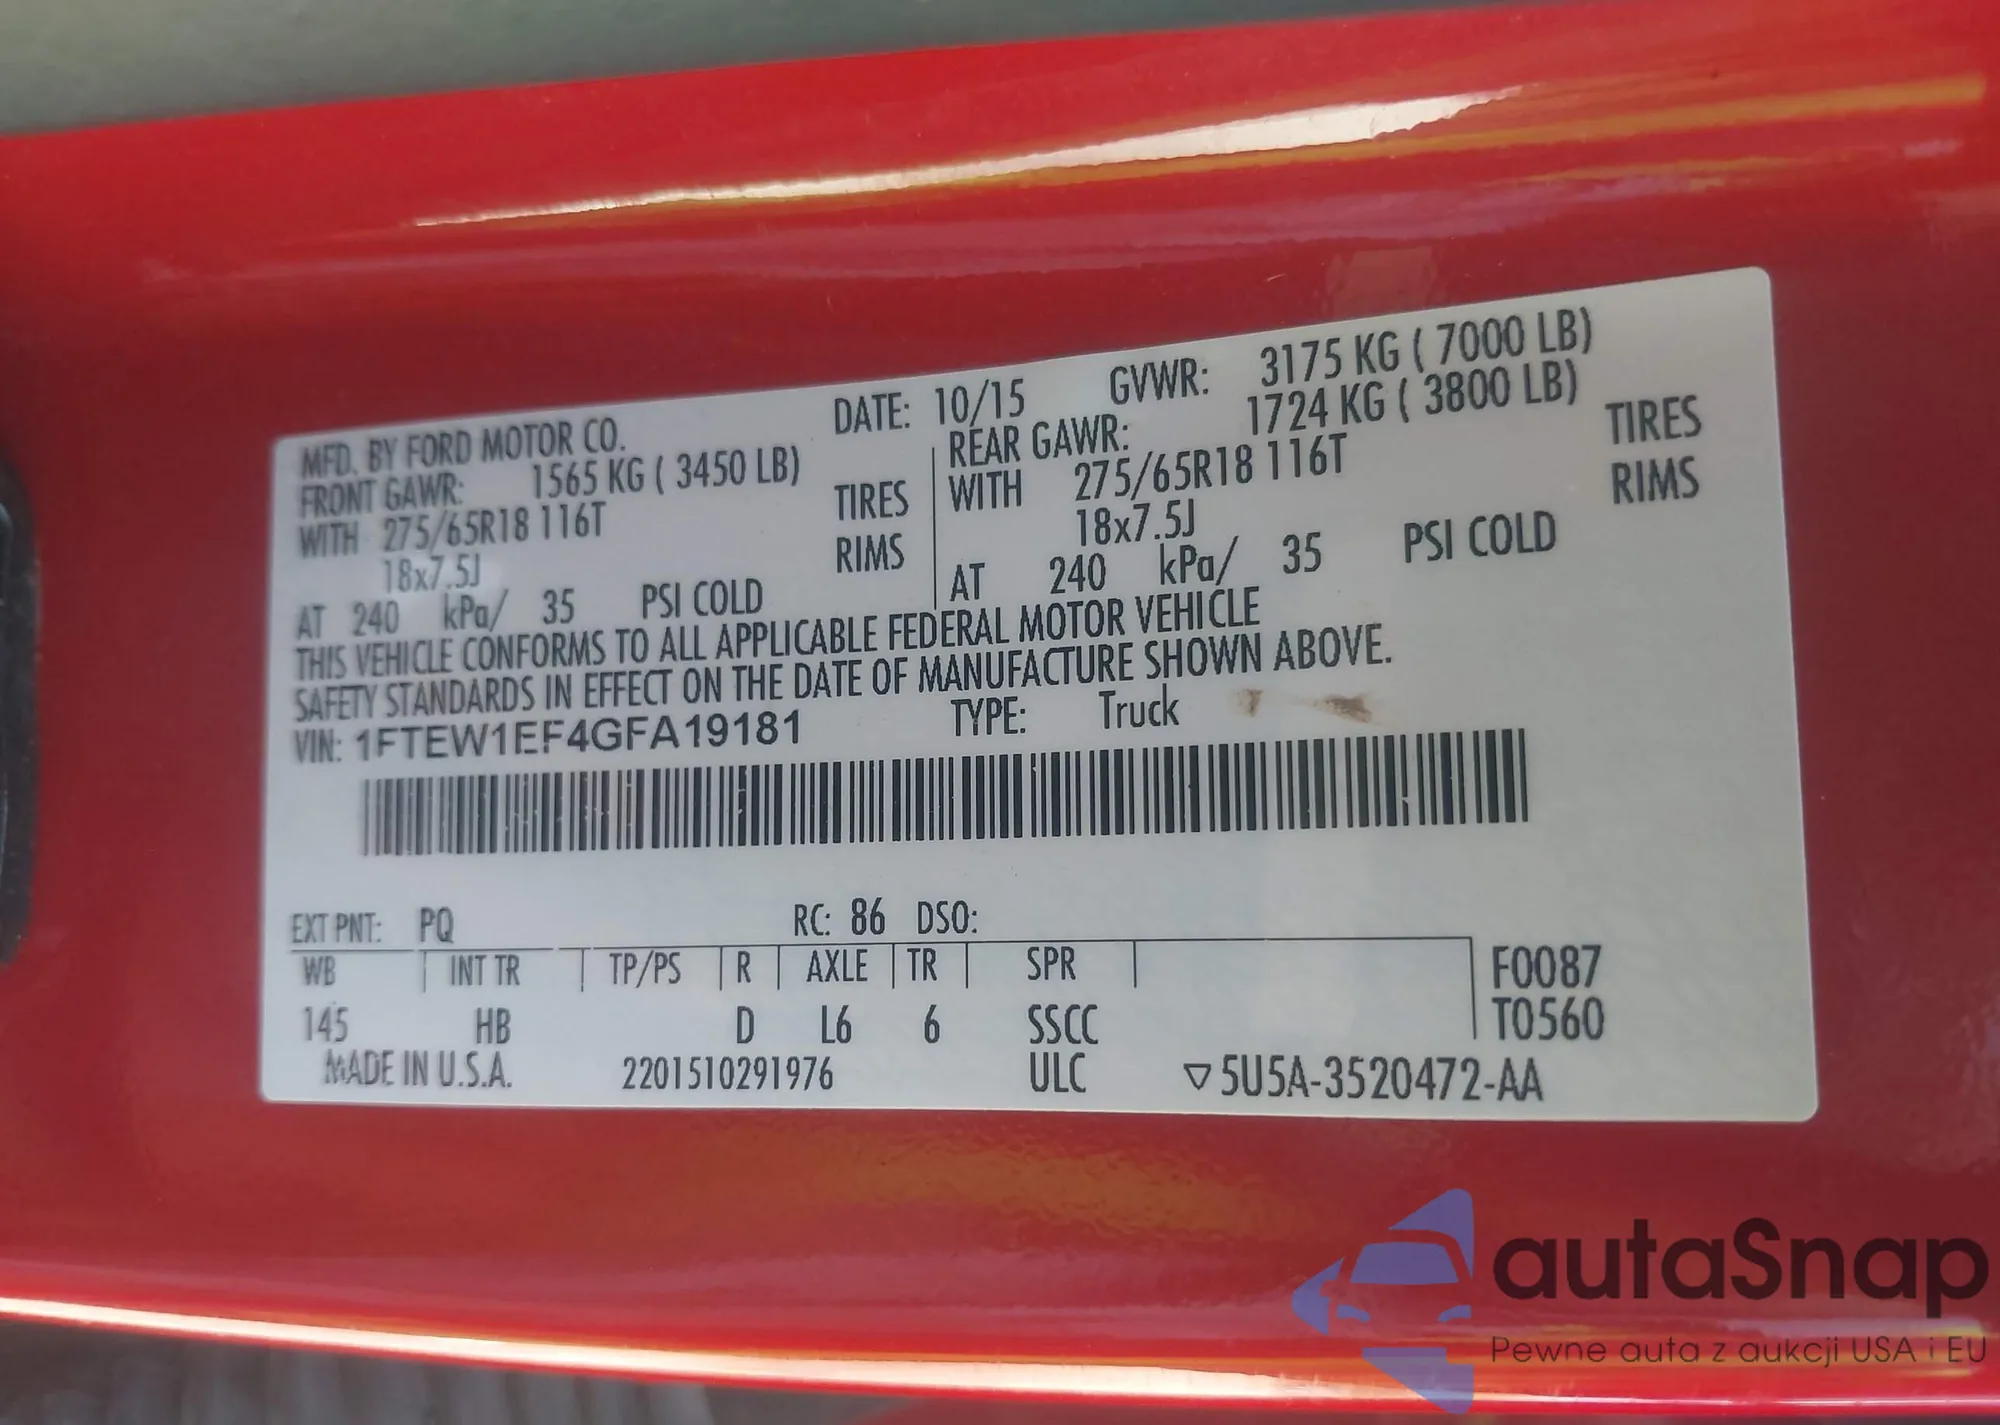 MFD. BY FORD MOTOR CO. DATE: 10/15 GVWR: 3175 KG ( 7000 LB)
FRONT GAWR: 1565 KG ( 3450 LB) REAR GAWR: 1724 KG ( 3800 LB)
WITH 275/65R18 116T TIRES WITH 275/65R18 116T TIRES
18x7.5J RIMS 18x7.5J RIMS
AT 240 kPa/ 35 PSI COLD AT 240 kPa/ 35 PSI COLD
THIS VEHICLE CONFORMS TO ALL APPLICABLE FEDERAL MOTOR VEHICLE
SAFETY STANDARDS IN EFFECT ON THE DATE OF MANUFACTURE SHOWN ABOVE.
VIN: 1FTEW1EF4GFA19181 TYPE: Truck
EXT PNT: PQ RC: 86 DSO:
WB INT TR TP/PS R AXLE TR SPR F0087
145 HB D L6 6 SSCC T0560
MADE IN U.S.A. 2201510291976 ULC ▽5U5A-3520472-AA
autaSnap
Pewne auta z aukcji USA i EU